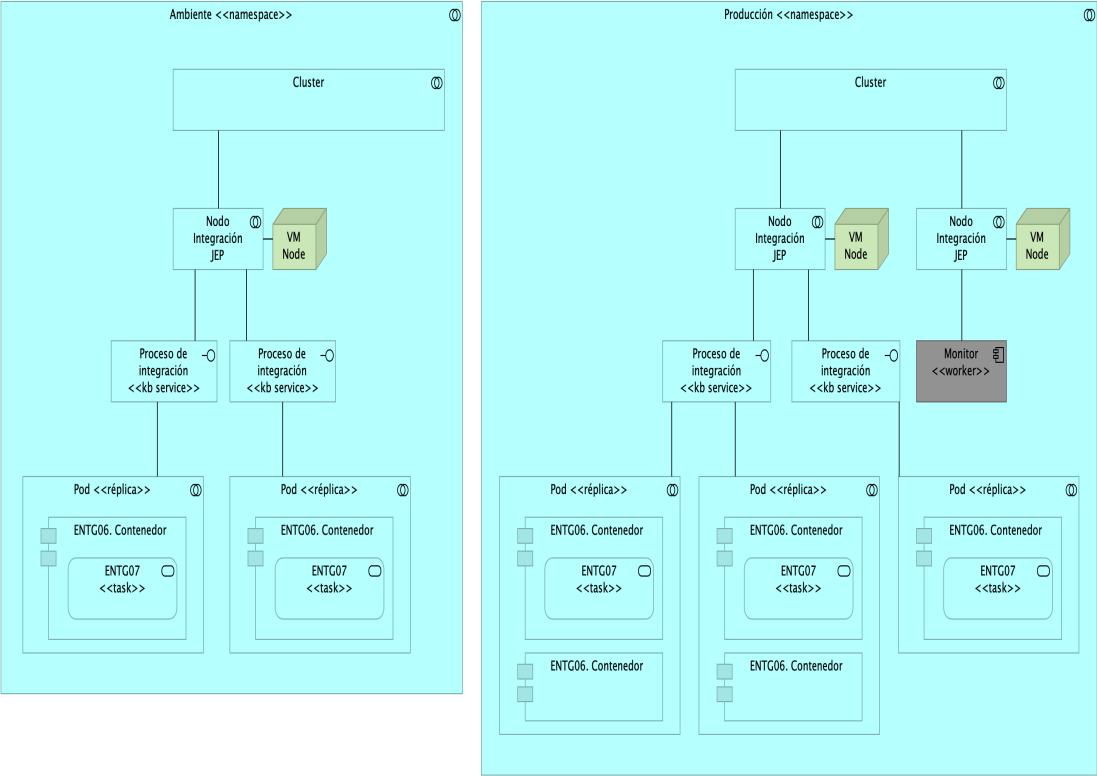 Ambiente <<namespace>>
Cluster
Nodo
Integración
JEP
VM
Node
Proceso de
integración
<<kb service>>
Proceso de
integración
<<kb service>>
Pod <<réplica>>
ENTG06. Contenedor
ENTG07
<<task>>
Pod <<réplica>>
ENTG06. Contenedor
ENTG07
<<task>>
Producción <<namespace>>
Cluster
Nodo
Integración
JEP
VM
Node
Nodo
Integración
JEP
VM
Node
Proceso de
integración
<<kb service>>
Proceso de
integración
<<kb service>>
Monitor
<<worker>>
Pod <<réplica>>
ENTG06. Contenedor
ENTG07
<<task>>
ENTG06. Contenedor
Pod <<réplica>>
ENTG06. Contenedor
ENTG07
<<task>>
ENTG06. Contenedor
Pod <<réplica>>
ENTG06. Contenedor
ENTG07
<<task>>